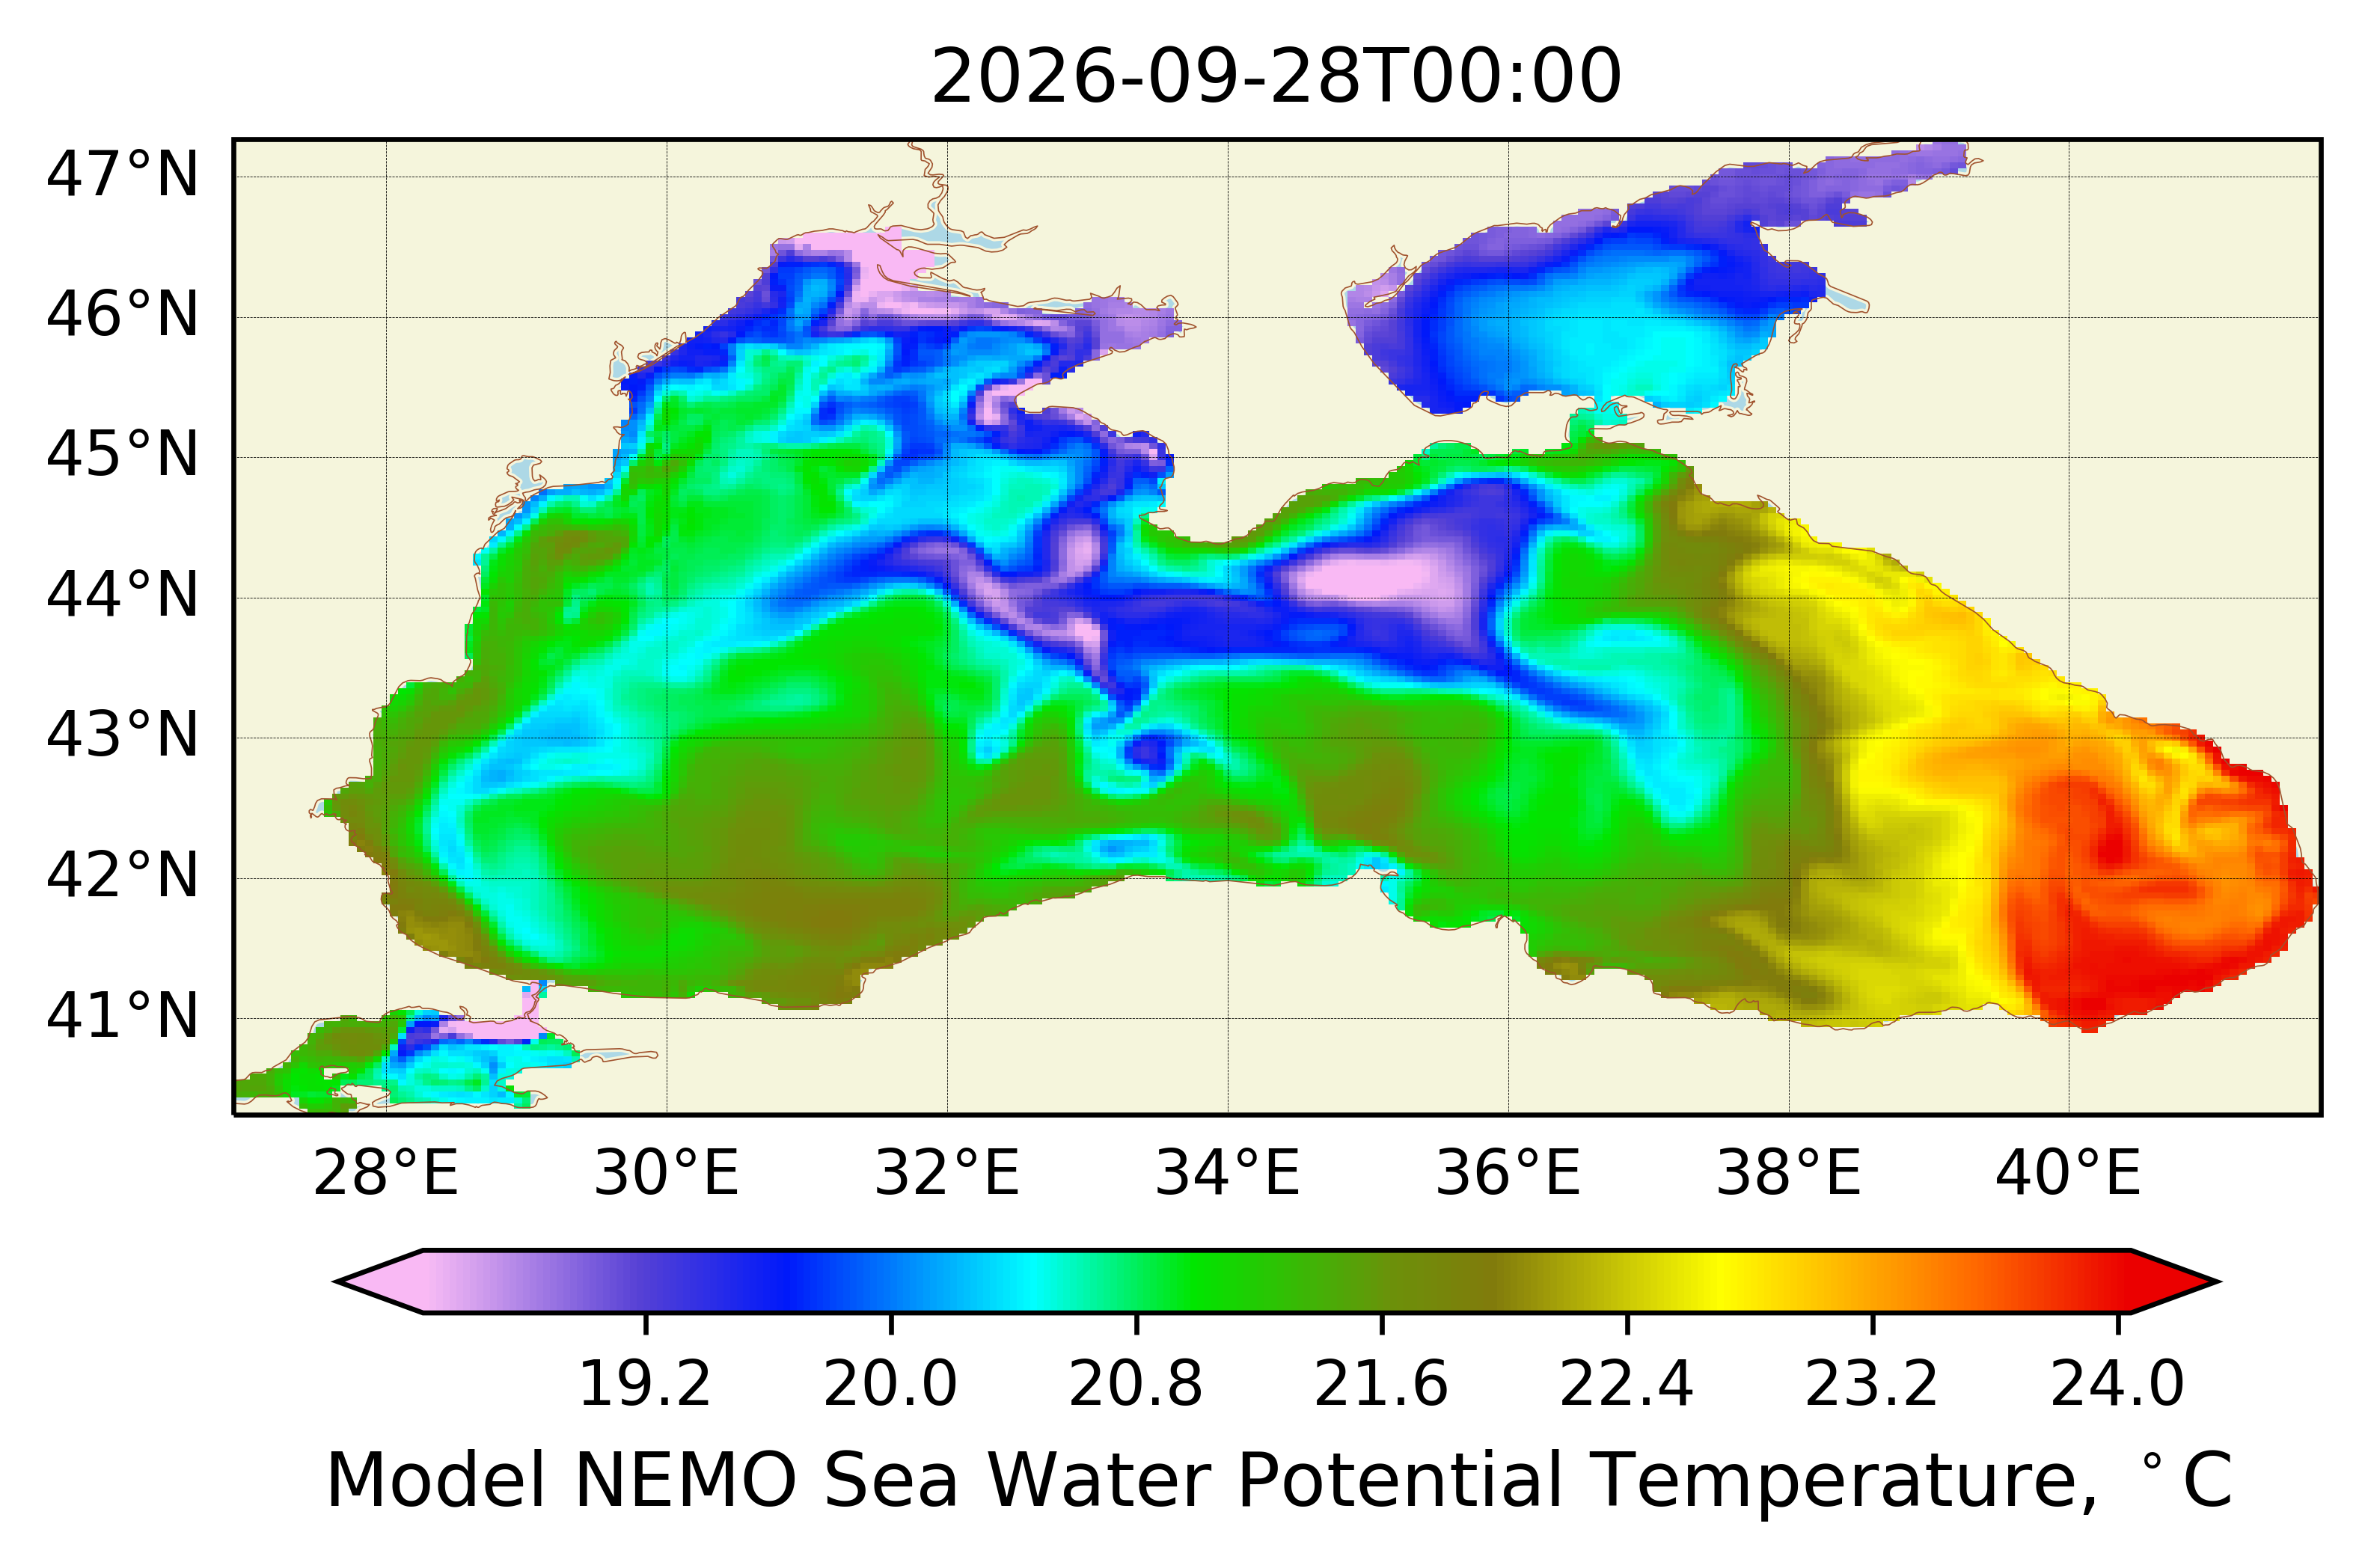 2026-09-28T00:00
47°N
46°N
45°N
44°N
43°N
42°N
41°N
28°E 30°E 32°E 34°E 36°E 38°E 40°E
19.2 20.0 20.8 21.6 22.4 23.2 24.0
Model NEMO Sea Water Potential Temperature, °C